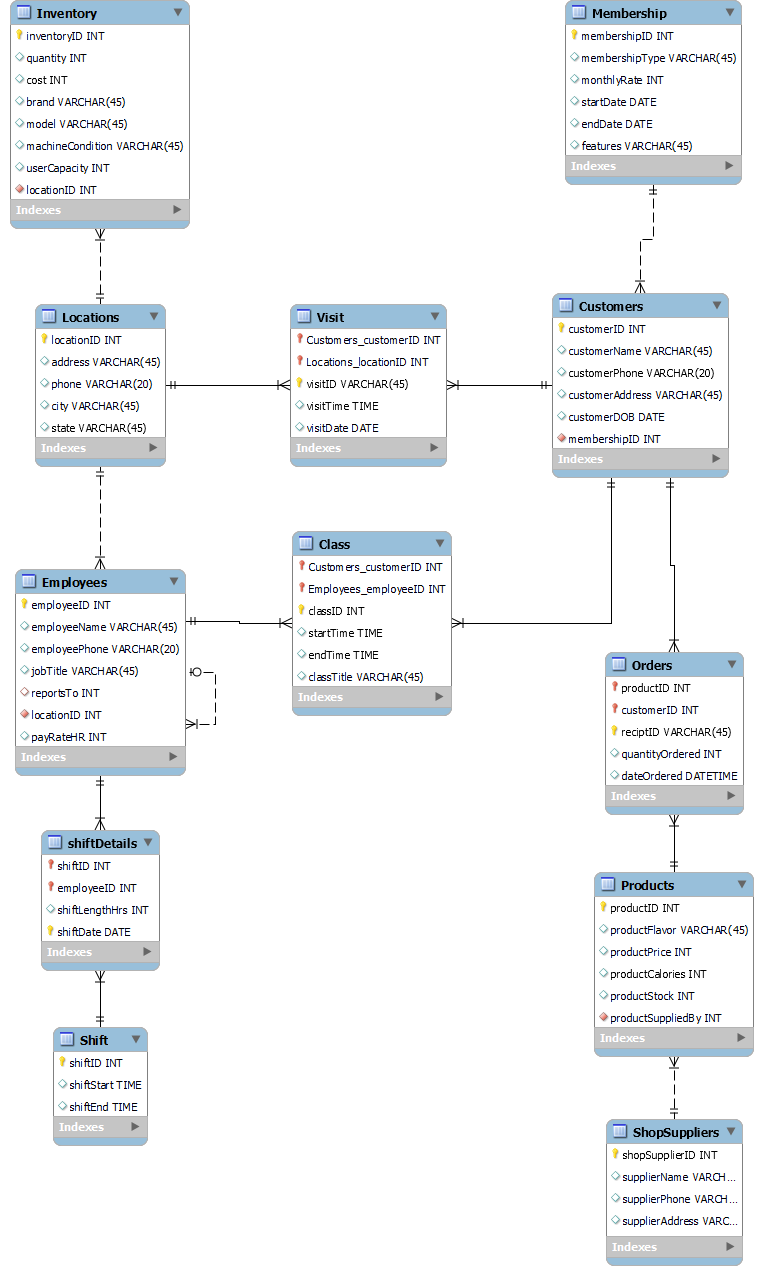 Inventory
inventoryID INT
quantity INT
cost INT
brand VARCHAR(45)
model VARCHAR(45)
machineCondition VARCHAR(45)
userCapacity INT
locationID INT
Indexes
Membership
membershipID INT
membershipType VARCHAR(45)
monthlyRate INT
startDate DATE
endDate DATE
features VARCHAR(45)
Indexes
Locations
locationID INT
address VARCHAR(45)
phone VARCHAR(20)
city VARCHAR(45)
state VARCHAR(45)
Indexes
Visit
Customers_customerID INT
Locations_locationID INT
visitID VARCHAR(45)
visitTime TIME
visitDate DATE
Indexes
Customers
customerID INT
customerName VARCHAR(45)
customerPhone VARCHAR(20)
customerAddress VARCHAR(45)
customerDOB DATE
membershipID INT
Indexes
Employees
employeeID INT
employeeName VARCHAR(45)
employeePhone VARCHAR(20)
jobTitle VARCHAR(45)
reportsTo INT
locationID INT
payRateHR INT
Indexes
Class
Customers_customerID INT
Employees_employeeID INT
classID INT
startTime TIME
endTime TIME
classTitle VARCHAR(45)
Indexes
Orders
productID INT
customerID INT
reciptID VARCHAR(45)
quantityOrdered INT
dateOrdered DATETIME
Indexes
shiftDetails
shiftID INT
employeeID INT
shiftLengthHrs INT
shiftDate DATE
Indexes
Products
productID INT
productFlavor VARCHAR(45)
productPrice INT
productCalories INT
productStock INT
productSuppliedBy INT
Indexes
Shift
shiftID INT
shiftStart TIME
shiftEnd TIME
Indexes
ShopSuppliers
shopSupplierID INT
supplierName VARCH...
supplierPhone VARCH...
supplierAddress VARC...
Indexes